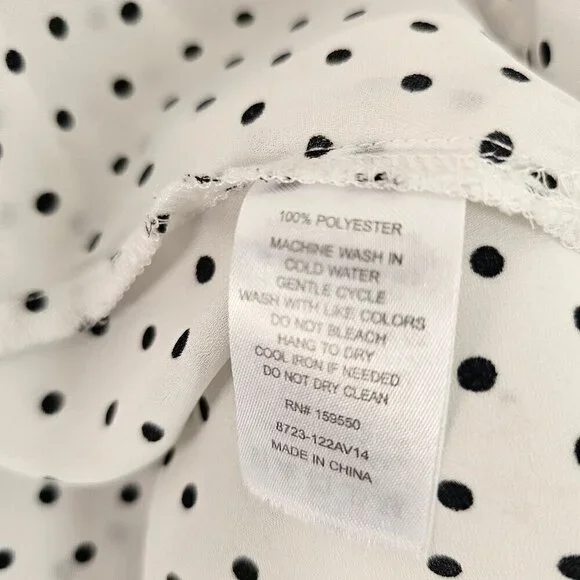 100% POLYESTER
MACHINE WASH IN
COLD WATER
GENTLE CYCLE
WASH WITH LIKE COLORS
DO NOT BLEACH
HANG TO DRY
COOL IRON IF NEEDED
DO NOT DRY CLEAN
RN# 159550
8723-122AV14
MADE IN CHINA